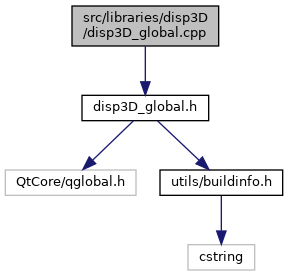 src/libraries/disp3D
/disp3D_global.cpp
disp3D_global.h
QtCore/qglobal.h
utils/buildinfo.h
cstring